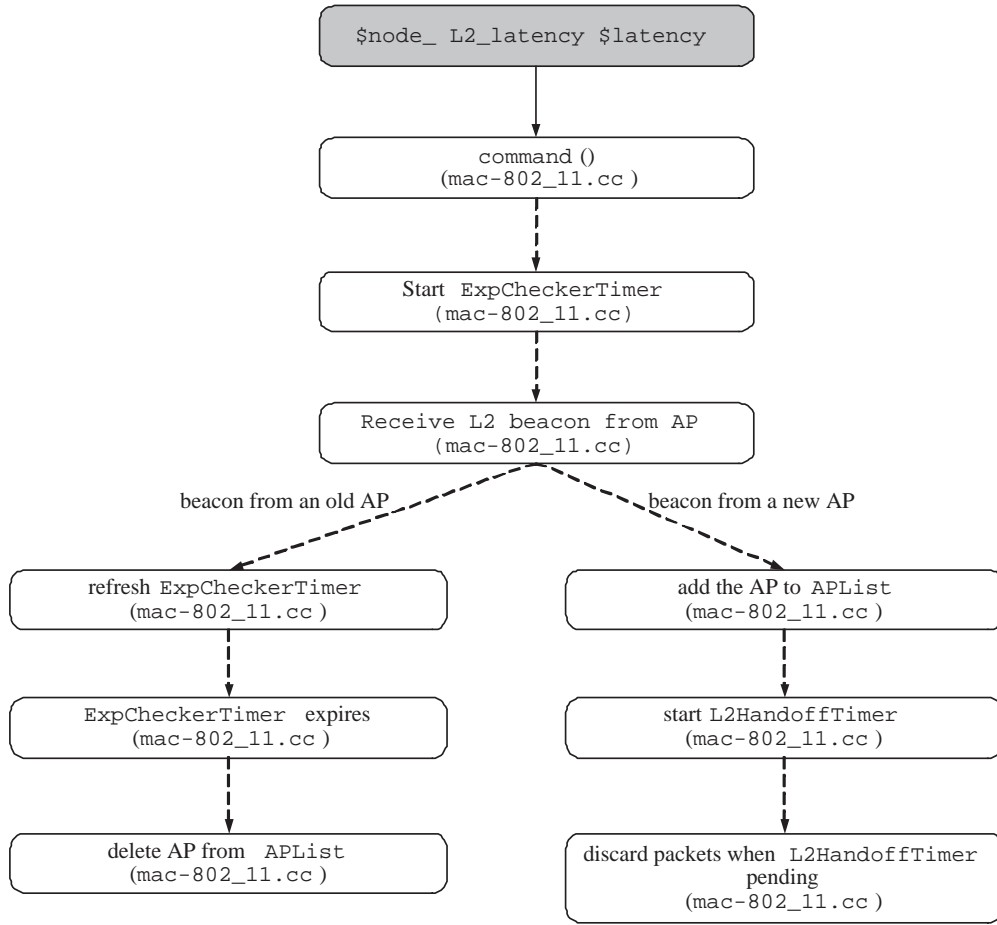 $node_ L2_latency $latency
command ()
(mac-802_11.cc )
Start ExpCheckerTimer
(mac-802_11.cc)
Receive L2 beacon from AP
(mac-802_11.cc)
beacon from an old AP
beacon from a new AP
refresh ExpCheckerTimer
(mac-802_11.cc )
add the AP to APList
(mac-802_11.cc )
ExpCheckerTimer expires
(mac-802_11.cc )
start L2HandoffTimer
(mac-802_11.cc )
delete AP from APList
(mac-802_11.cc )
discard packets when L2HandoffTimer
pending
(mac-802_11.cc )